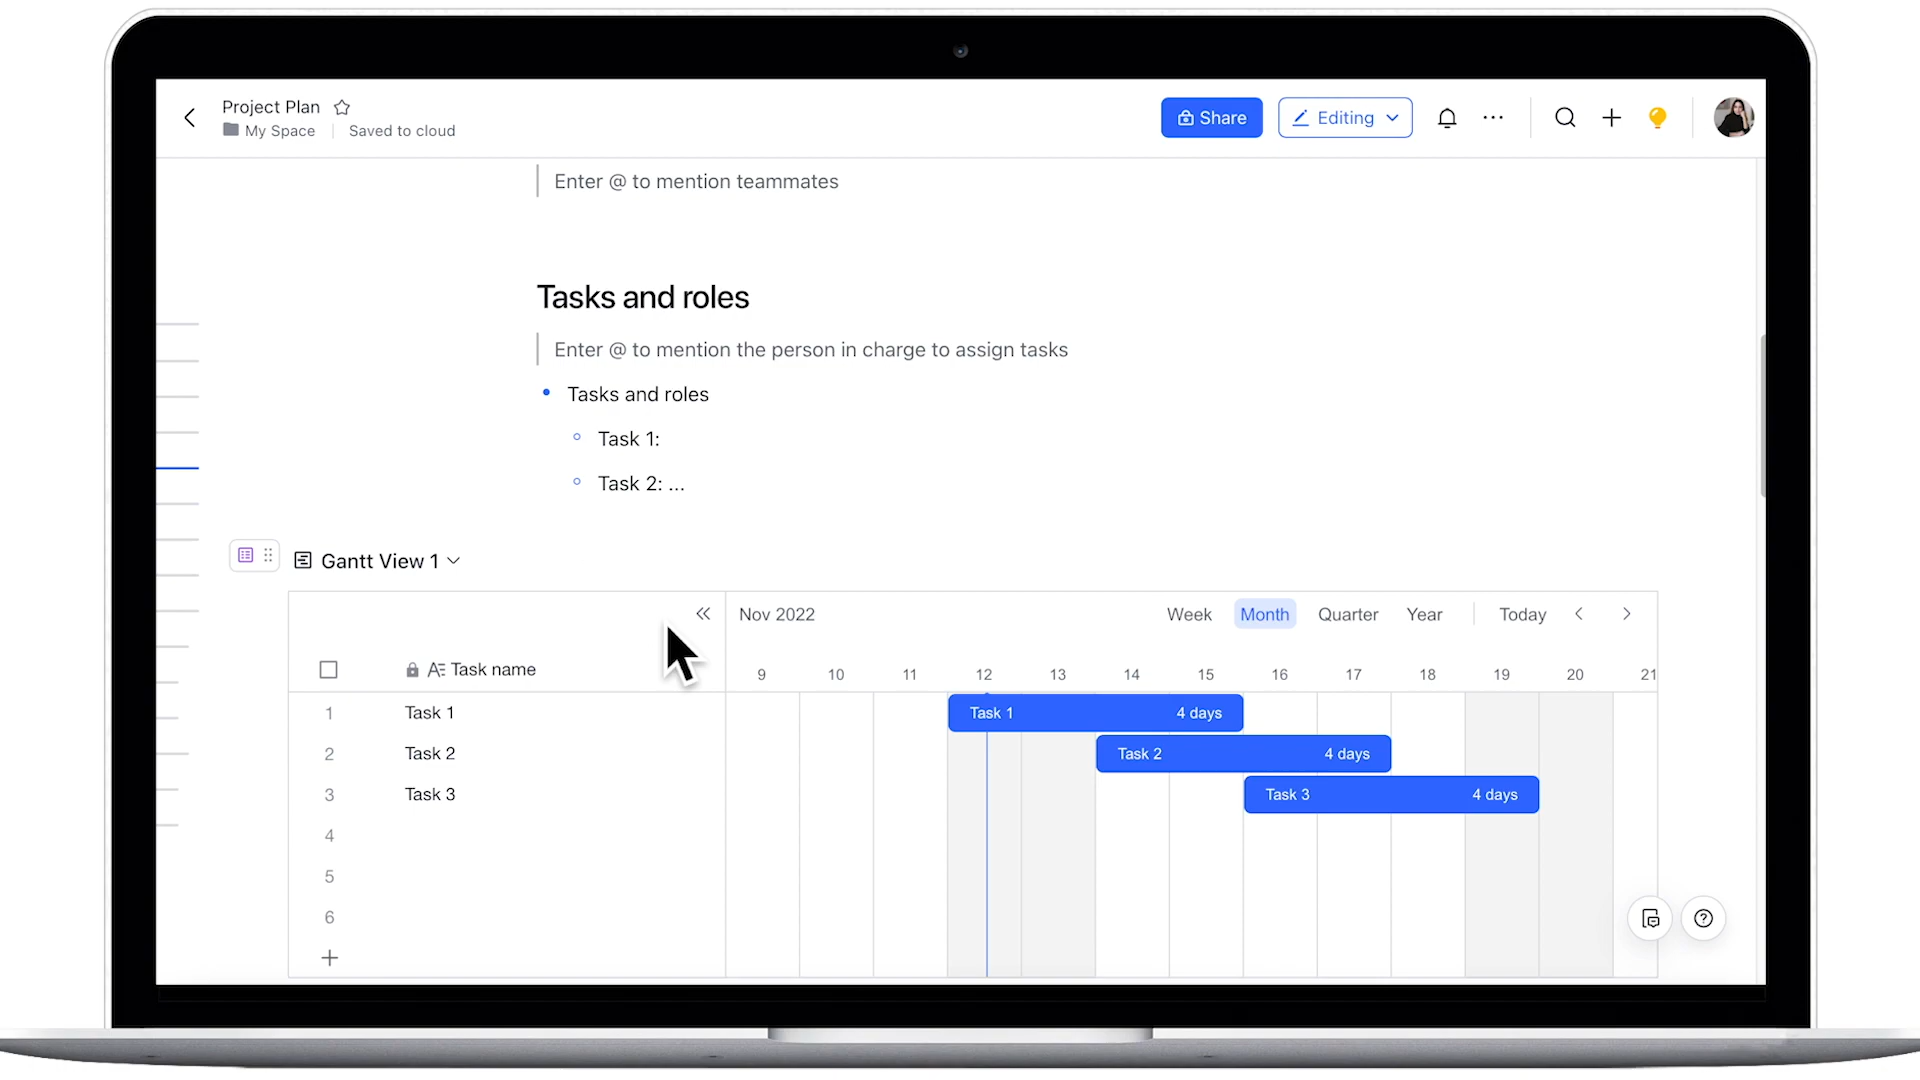 Project Plan
My Space | Saved to cloud
Share
Editing
Enter @ to mention teammates
Tasks and roles
Enter @ to mention the person in charge to assign tasks
Tasks and roles
Task 1:
Task 2: ...
Gantt View 1
Nov 2022 Week Month Quarter Year Today
Task name 9 10 11 12 13 14 15 16 17 18 19 20 21
1 Task 1 Task 1 4 days
2 Task 2 Task 2 4 days
3 Task 3 Task 3 4 days
4
5
6